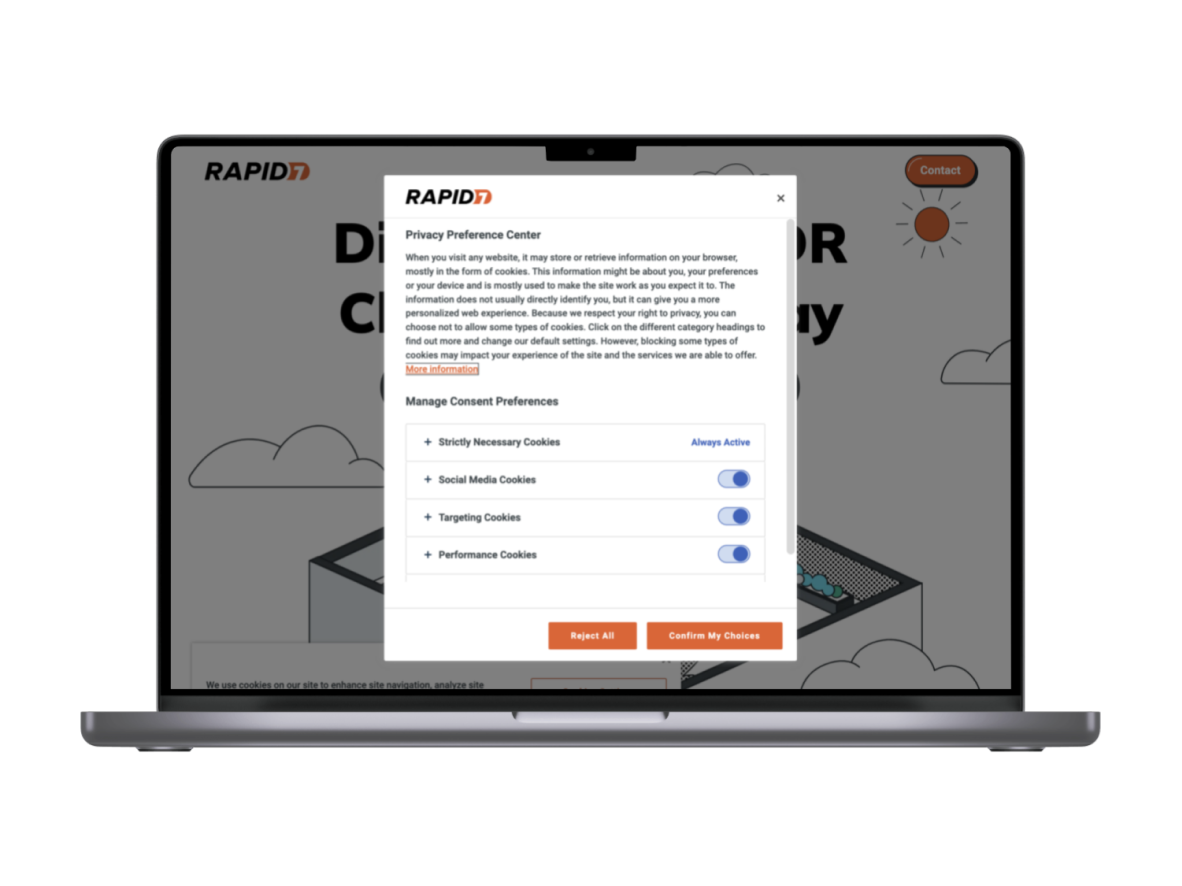 RAPID7
Contact
RAPID7
×
Privacy Preference Center
When you visit any website, it may store or retrieve information on your browser,
mostly in the form of cookies. This information might be about you, your preferences
or your device and is mostly used to make the site work as you expect it to. The
information does not usually directly identify you, but it can give you a more
personalized web experience. Because we respect your right to privacy, you can
choose not to allow some types of cookies. Click on the different category headings to
find out more and change our default settings. However, blocking some types of
cookies may impact your experience of the site and the services we are able to offer.
More information
Manage Consent Preferences
+ Strictly Necessary Cookies Always Active
+ Social Media Cookies
+ Targeting Cookies
+ Performance Cookies
Reject All Confirm My Choices
We use cookies on our site to enhance site navigation, analyze site